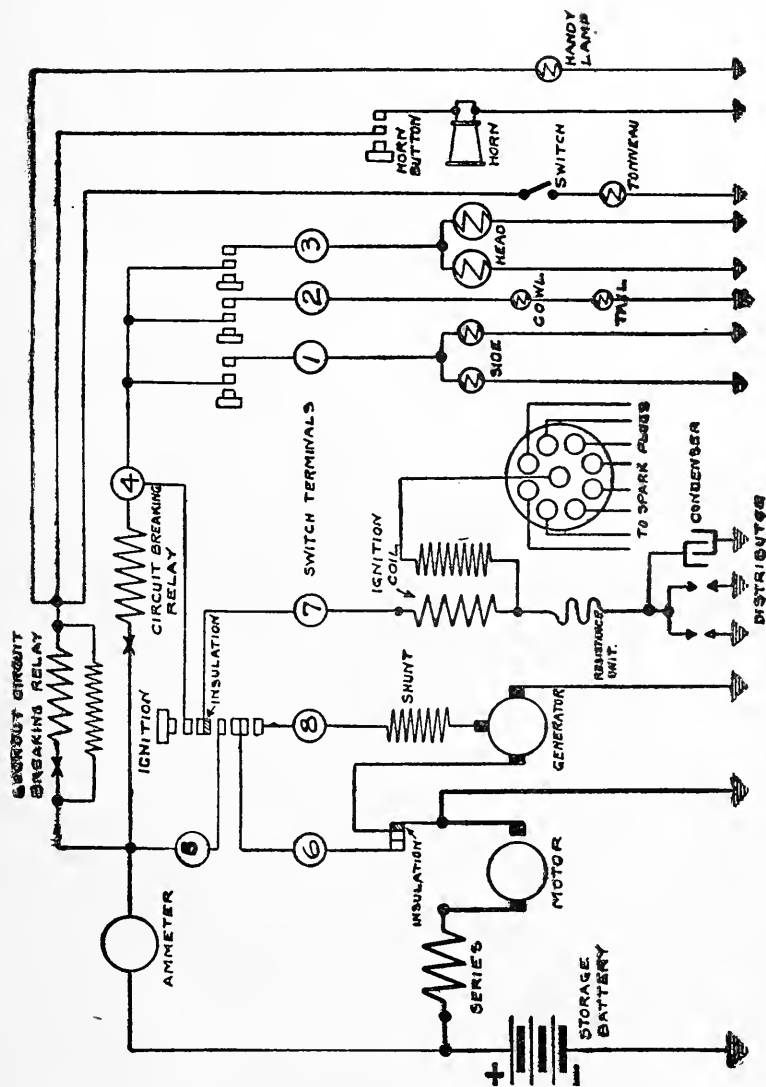 LOCKOUT CIRCUIT
BREAKING RELAY
AMMETER
IGNITION
CIRCUIT BREAKING
RELAY
4
5
INSULATION
6
8
7
SWITCH TERMINALS
1
2
3
HORN
BUTTON
IGNITION
COIL
INSULATION
SHUNT
SERIES
MOTOR
GENERATOR
RESISTANCE
UNIT.
TO SPARK PLUGS
SIDE
COWL
TAIL
HEAD
HORN
SWITCH
TONNEAU
HANDY
LAMP
+
-
STORAGE
BATTERY
CONDENSER
DISTRIBUTER